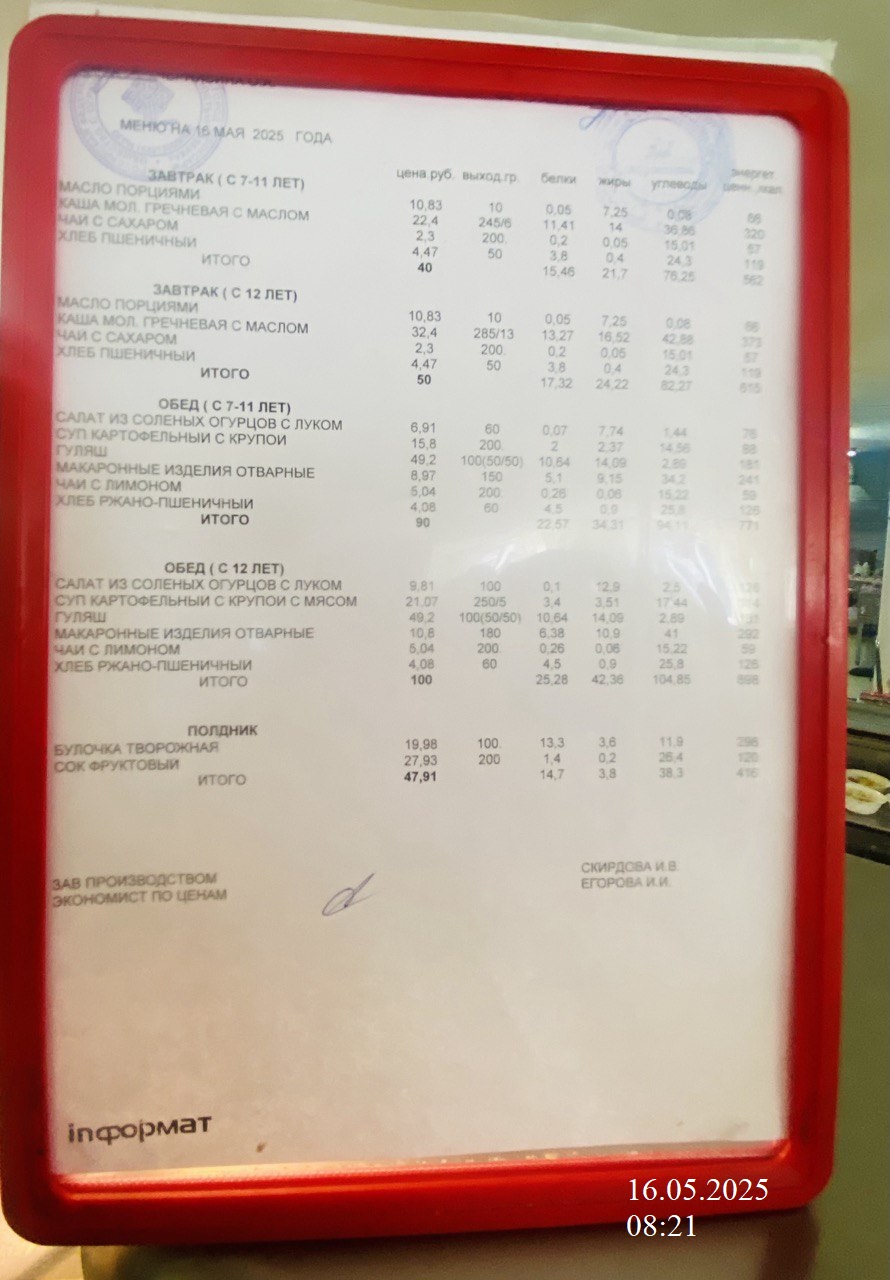 МЕНЮ НА 16 МАЯ 2025 ГОДА
ЗАВТРАК ( С 7-11 ЛЕТ) цена.руб. выход.гр. белки жиры углеводы энергет
МАСЛО ПОРЦИЯМИ 10,83 10 0,05 7,25 0,08 66
КАША МОЛ. ГРЕЧНЕВАЯ С МАСЛОМ 22,4 245/6 11,41 14 36,86 320
ЧАЙ С САХАРОМ 2,3 200. 0,2 0,05 15,01 57
ХЛЕБ ПШЕНИЧНЫЙ 4,47 50 3,8 0,4 24,3 119
ИТОГО 40 15,46 21,7 76,25 562
ЗАВТРАК ( С 12 ЛЕТ)
МАСЛО ПОРЦИЯМИ 10,83 10 0,05 7,25 0,08 66
КАША МОЛ. ГРЕЧНЕВАЯ С МАСЛОМ 32,4 285/13 13,27 16,52 42,88 373
ЧАЙ С САХАРОМ 2,3 200. 0,2 0,05 15,01 57
ХЛЕБ ПШЕНИЧНЫЙ 4,47 50 3,8 0,4 24,3 119
ИТОГО 50 17,32 24,22 82,27 615
ОБЕД ( С 7-11 ЛЕТ)
САЛАТ ИЗ СОЛЕНЫХ ОГУРЦОВ С ЛУКОМ 6,91 60 0,07 7,74 1,44 76
СУП КАРТОФЕЛЬНЫЙ С КРУПОЙ 15,8 200. 2 2,37 14,56 88
ГУЛЯШ 49,2 100(50/50) 10,64 14,09 2,89 181
МАКАРОННЫЕ ИЗДЕЛИЯ ОТВАРНЫЕ 8,97 150 5,1 9,15 34,2 241
ЧАЙ С ЛИМОНОМ 5,04 200. 0,26 0,06 15,22 59
ХЛЕБ РЖАНО-ПШЕНИЧНЫЙ 4,08 60 4,5 0,9 25,8 126
ИТОГО 90 22,57 34,31 94,11 771
ОБЕД ( С 12 ЛЕТ)
САЛАТ ИЗ СОЛЕНЫХ ОГУРЦОВ С ЛУКОМ 9,81 100 0,1 12,9 2,5 126
СУП КАРТОФЕЛЬНЫЙ С КРУПОЙ С МЯСОМ 21,07 250/5 3,4 3,51 17,44
ГУЛЯШ 49,2 100(50/50) 10,64 14,09 2,89 181
МАКАРОННЫЕ ИЗДЕЛИЯ ОТВАРНЫЕ 10,8 180 6,38 10,9 41 292
ЧАЙ С ЛИМОНОМ 5,04 200. 0,26 0,06 15,22 59
ХЛЕБ РЖАНО-ПШЕНИЧНЫЙ 4,08 60 4,5 0,9 25,8 126
ИТОГО 100 25,28 42,36 104,85 898
ПОЛДНИК
БУЛОЧКА ТВОРОЖНАЯ 19,98 100. 13,3 3,6 11,9 296
СОК ФРУКТОВЫЙ 27,93 200 1,4 0,2 26,4 120
ИТОГО 47,91 14,7 3,8 38,3 416
ЗАВ ПРОИЗВОДСТВОМ СКИРДОВА И.В.
ЭКОНОМИСТ ПО ЦЕНАМ ЕГОРОВА И.И.
inформат
16.05.2025
08:21